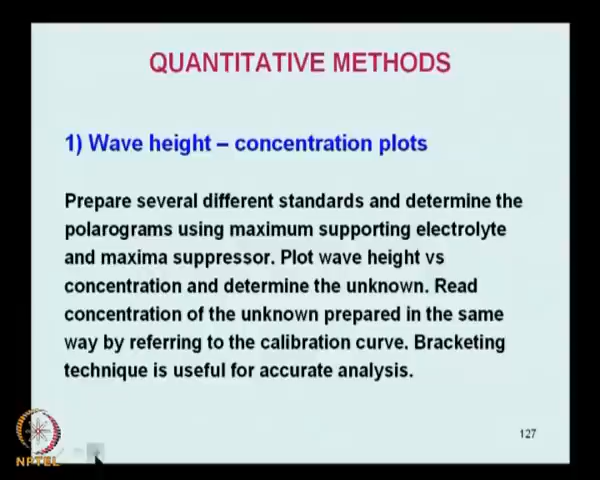 QUANTITATIVE METHODS
1) Wave height – concentration plots
Prepare several different standards and determine the
polarograms using maximum supporting electrolyte
and maxima suppressor. Plot wave height vs
concentration and determine the unknown. Read
concentration of the unknown prepared in the same
way by referring to the calibration curve. Bracketing
technique is useful for accurate analysis.
127
NPTEL